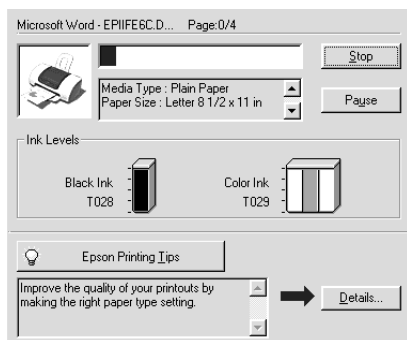 Microsoft Word - EPIIFE6C.D... Page:0/4
Stop
Media Type : Plain Paper
Paper Size : Letter 8 1/2 x 11 in
Pause
Ink Levels
Black Ink
T028
Color Ink
T029
Epson Printing Tips
Improve the quality of your printouts by
making the right paper type setting.
Details...